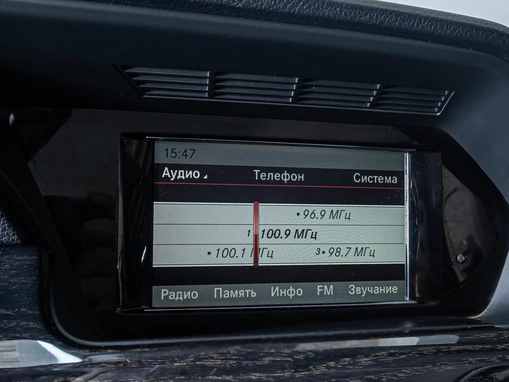 15:47
Аудио Телефон Система
• 96.9 МГц
1 100.9 МГц
• 100.1 МГц 3• 98.7 МГц
Радио Память Инфо FM Звучание